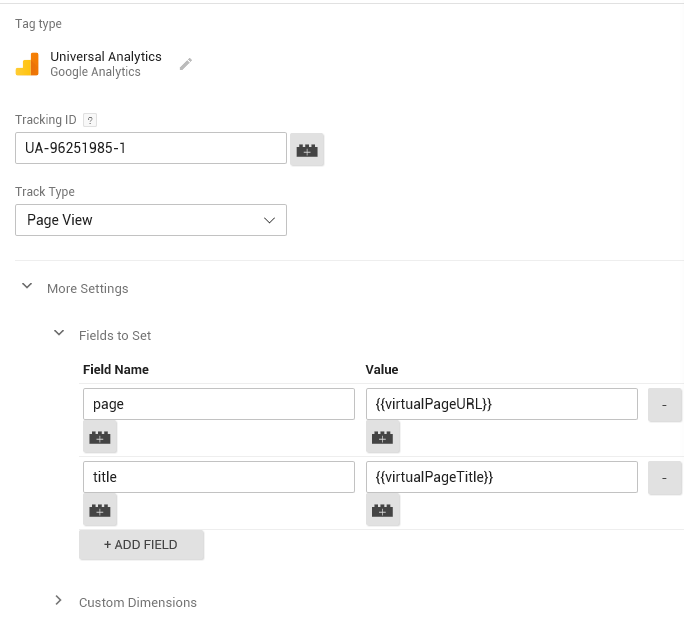 Tag type
Universal Analytics
Google Analytics
Tracking ID ?
UA-96251985-1
Track Type
Page View
More Settings
Fields to Set
Field Name Value
page {{virtualPageURL}} -
title {{virtualPageTitle}} -
+ ADD FIELD
Custom Dimensions